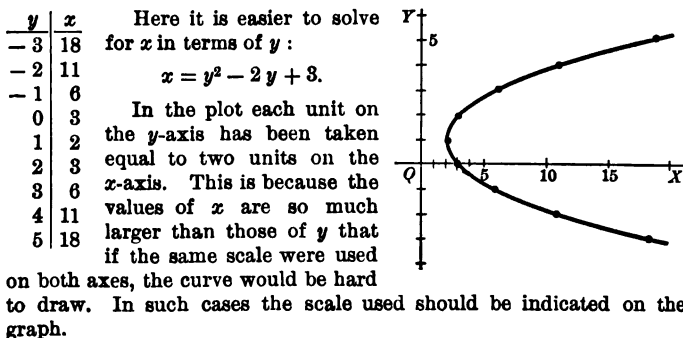 y x
− 3 18
− 2 11
− 1 6
0 3
1 2
2 3
3 6
4 11
5 18
Here it is easier to solve
for x in terms of y :
x = y² − 2 y + 3.
In the plot each unit on
the y-axis has been taken
equal to two units on the
x-axis. This is because the
values of x are so much
larger than those of y that
if the same scale were used
on both axes, the curve would be hard
to draw. In such cases the scale used should be indicated on the
graph.
Y
5
O 5 10 15 X